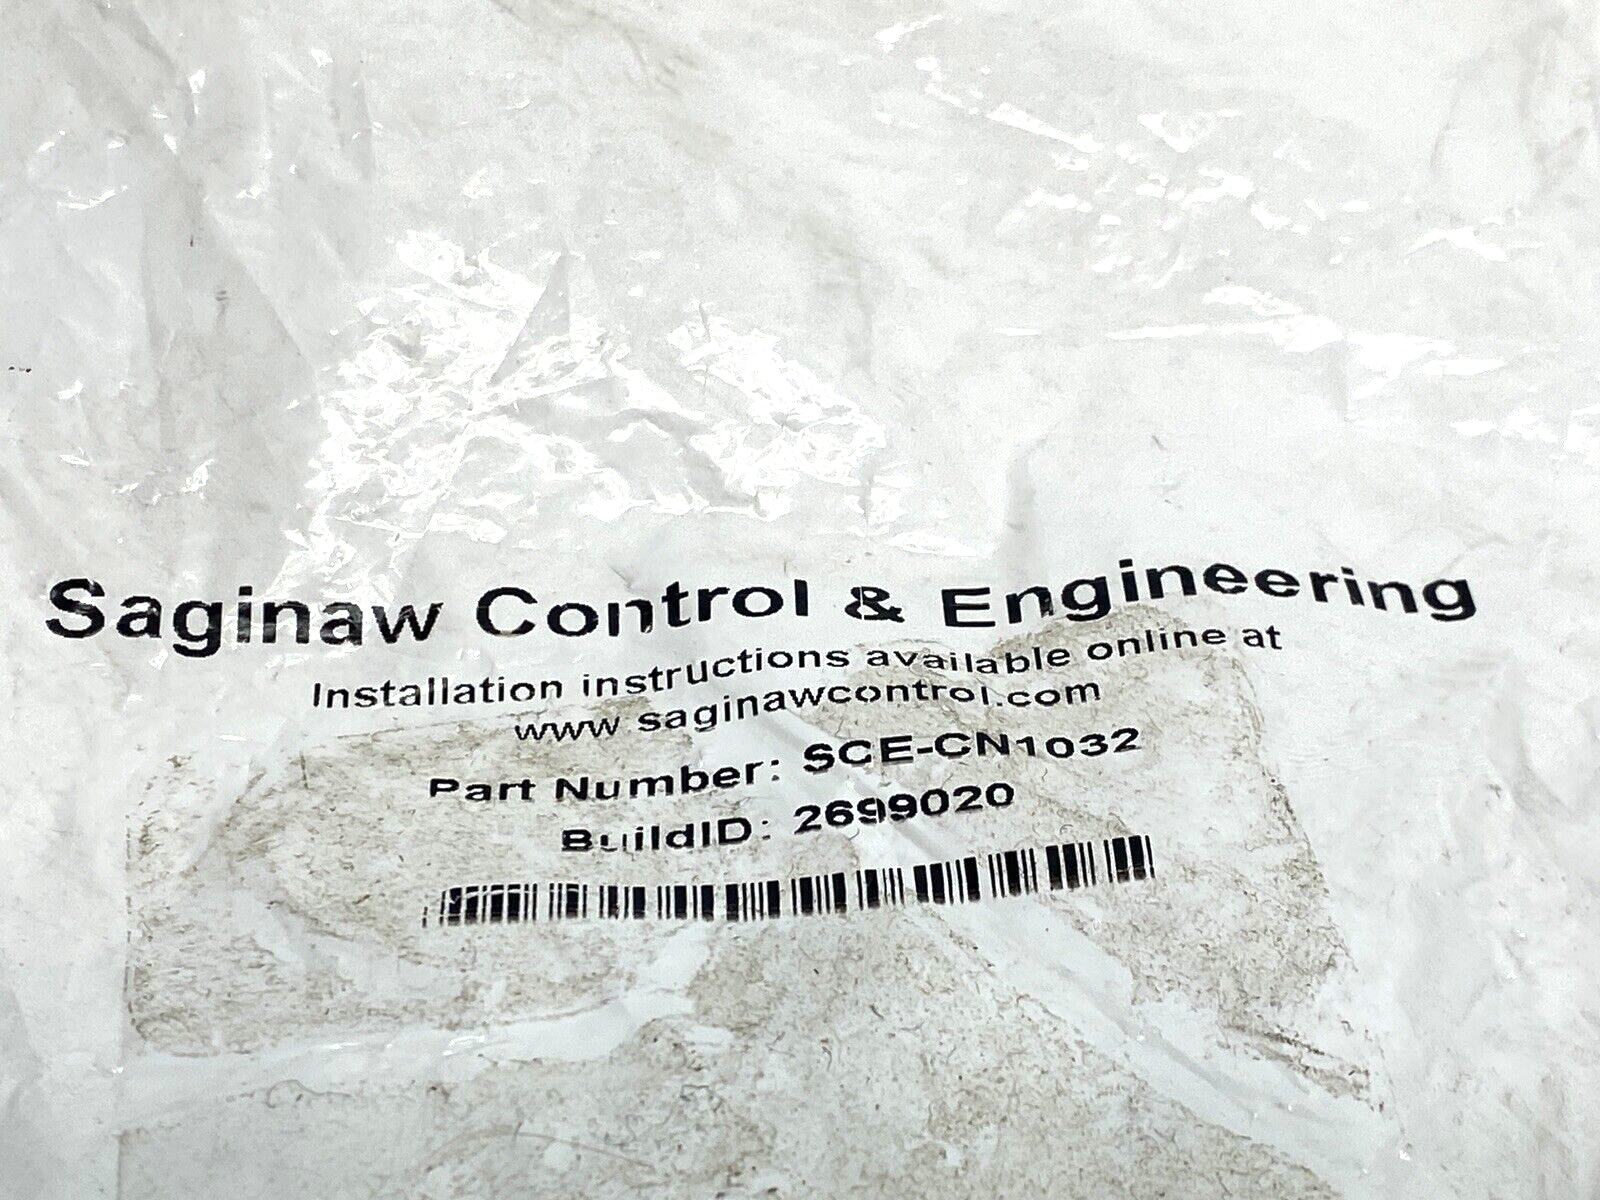 Saginaw Control & Engineering
Installation instructions available online at
www saginawcontrol.com
Part Number: SCE-CN1032
BuildID: 2699020